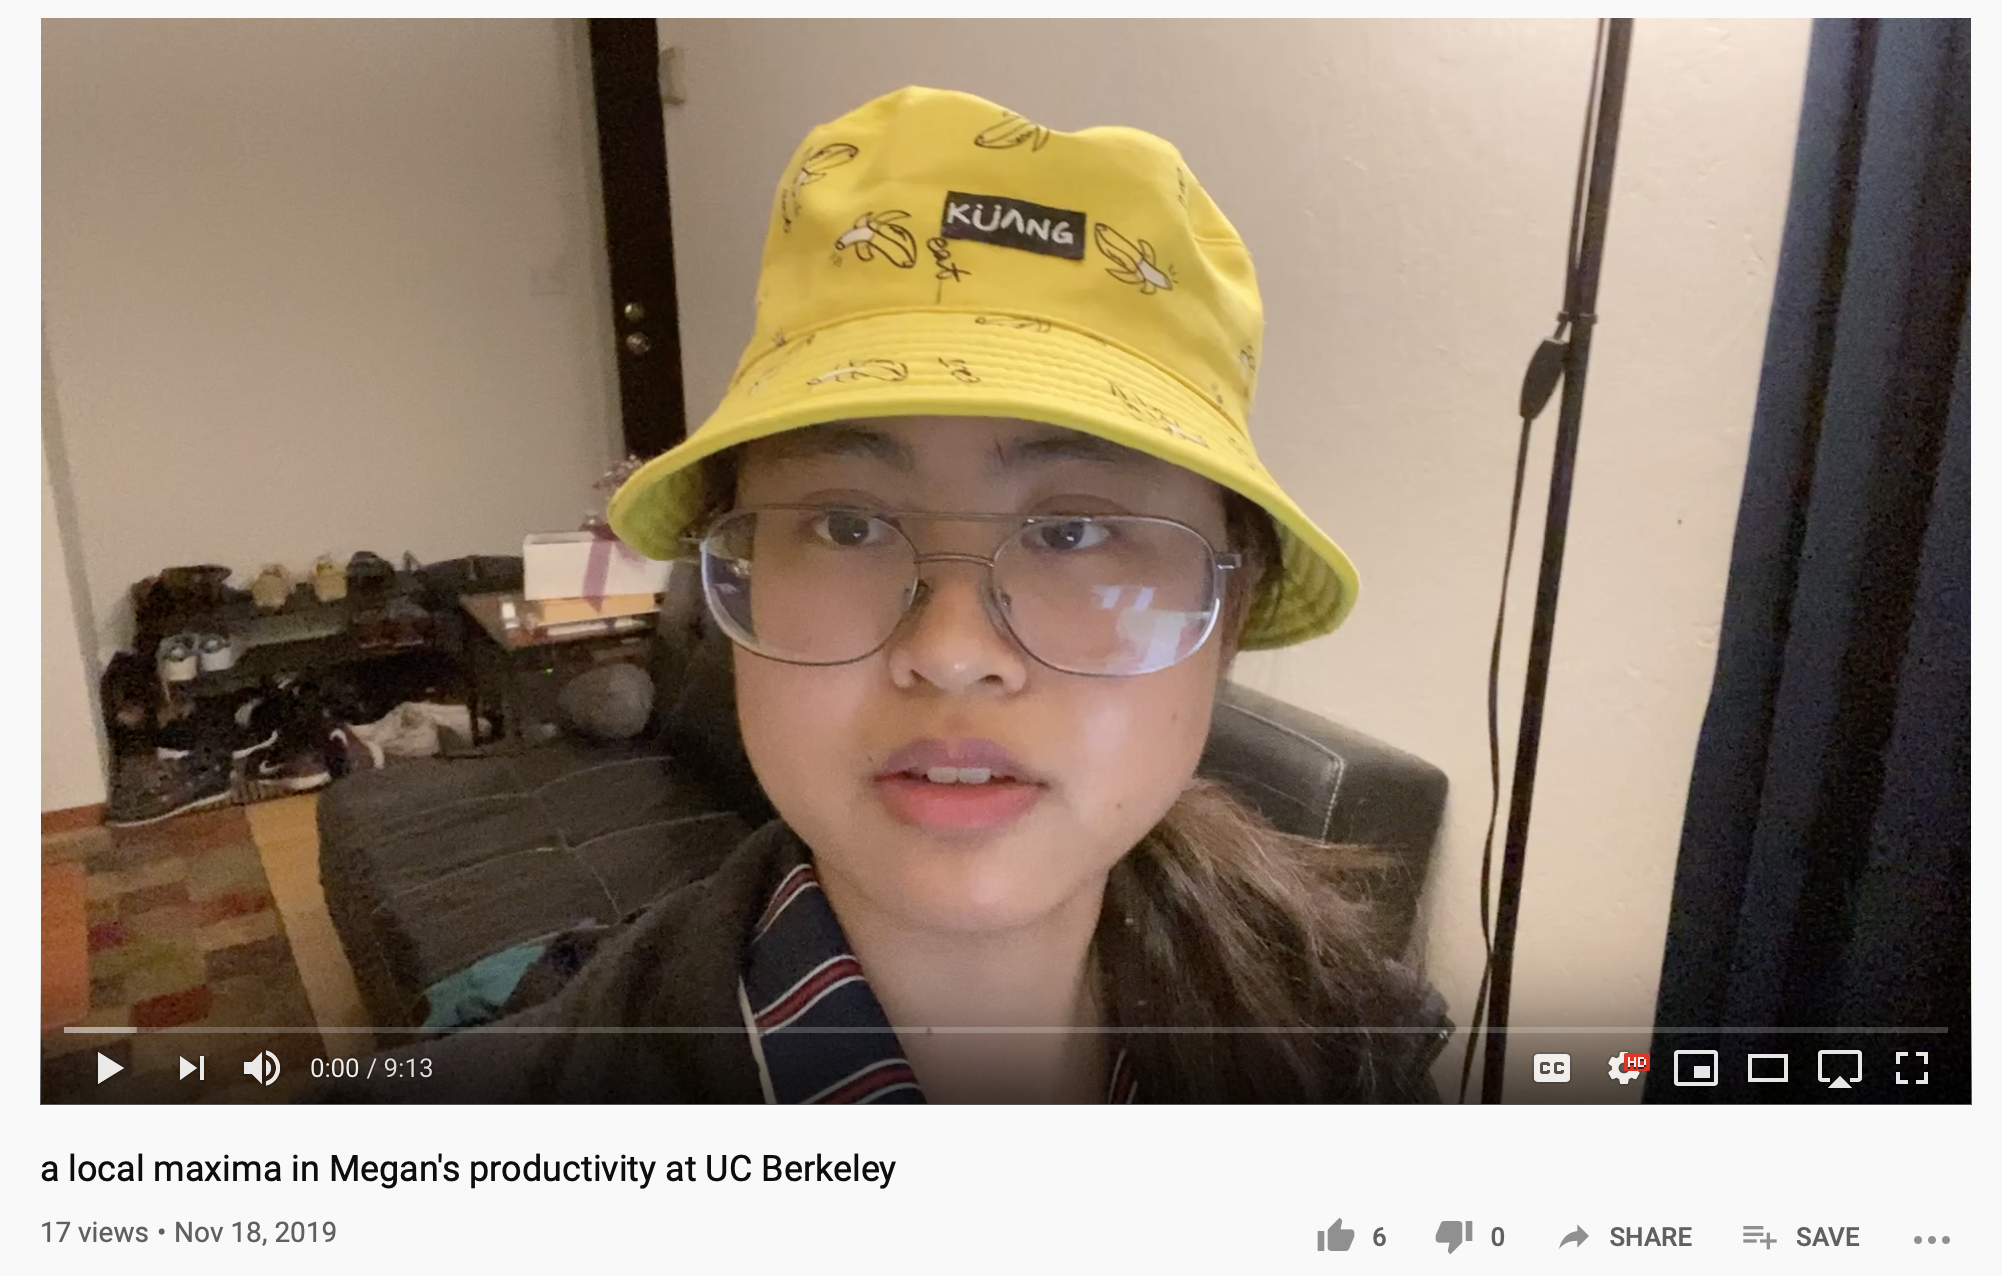 KÜANG
eat
0:00 / 9:13
CC
HD
a local maxima in Megan's productivity at UC Berkeley
17 views • Nov 18, 2019
6
0
SHARE
SAVE